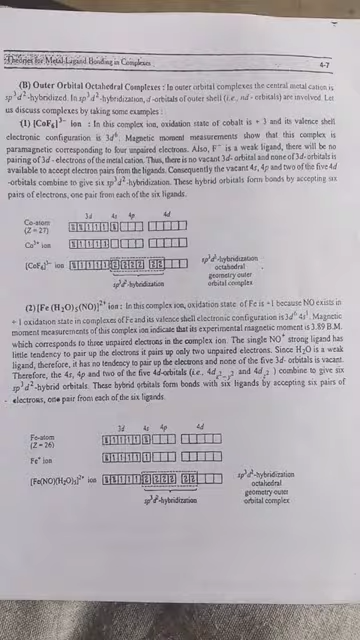 Theories for Metal-Ligand Bonding in Complexes 4-7
(B) Outer Orbital Octahedral Complexes : In outer orbital complexes the central metal cation is
sp³d²-hybridized. In sp³d²-hybridization, d-orbitals of outer shell (i.e., nd - orbitals) are involved. Let
us discuss complexes by taking some examples :
(1) [CoF₆]³⁻ ion : In this complex ion, oxidation state of cobalt is + 3 and its valence shell
electronic configuration is 3d⁶. Magnetic moment measurements show that this complex is
paramagnetic corresponding to four unpaired electrons. Also, F⁻ is a weak ligand, there will be no
pairing of 3d - electrons of the metal cation. Thus, there is no vacant 3d- orbital and none of 3d- orbitals is
available to accept electron pairs from the ligands. Consequently the vacant 4s, 4p and two of the five 4d
-orbitals combine to give six sp³d²-hybridization. These hybrid orbitals form bonds by accepting six
pairs of electrons, one pair from each of the six ligands.
3d 4s 4p 4d
Co-atom
(Z = 27)
Co³⁺ ion
[CoF₆]³⁻ ion
sp³d²-hybridization
octahedral
geometry outer
orbital complex
sp³d²-hybridization
(2) [Fe (H₂O)₅(NO)]²⁺ ion : In this complex ion, oxidation state of Fe is +1 because NO exists in
+ 1 oxidation state in complexes of Fe and its valence shell electronic configuration is 3d⁶ 4s¹. Magnetic
moment measurements of this complex ion indicate that its experimental magnetic moment is 3.89 B.M.
which corresponds to three unpaired electrons in the complex ion. The single NO⁺ strong ligand has
little tendency to pair up the electrons it pairs up only two unpaired electrons. Since H₂O is a weak
ligand, therefore, it has no tendency to pair up the electrons and none of the five 3d- orbitals is vacant.
Therefore, the 4s, 4p and two of the five 4d-orbitals (i.e., 4dₓ²₋ᵧ² and 4d_z²) combine to give six
sp³d²-hybrid orbitals. These hybrid orbitals form bonds with six ligands by accepting six pairs of
electrons, one pair from each of the six ligands.
3d 4s 4p 4d
Fe-atom
(Z = 26)
Fe⁺ ion
[Fe(NO)(H₂O)₅]²⁺ ion
sp³d²-hybridization
octahedral
geometry outer
orbital complex
sp³d²-hybridization